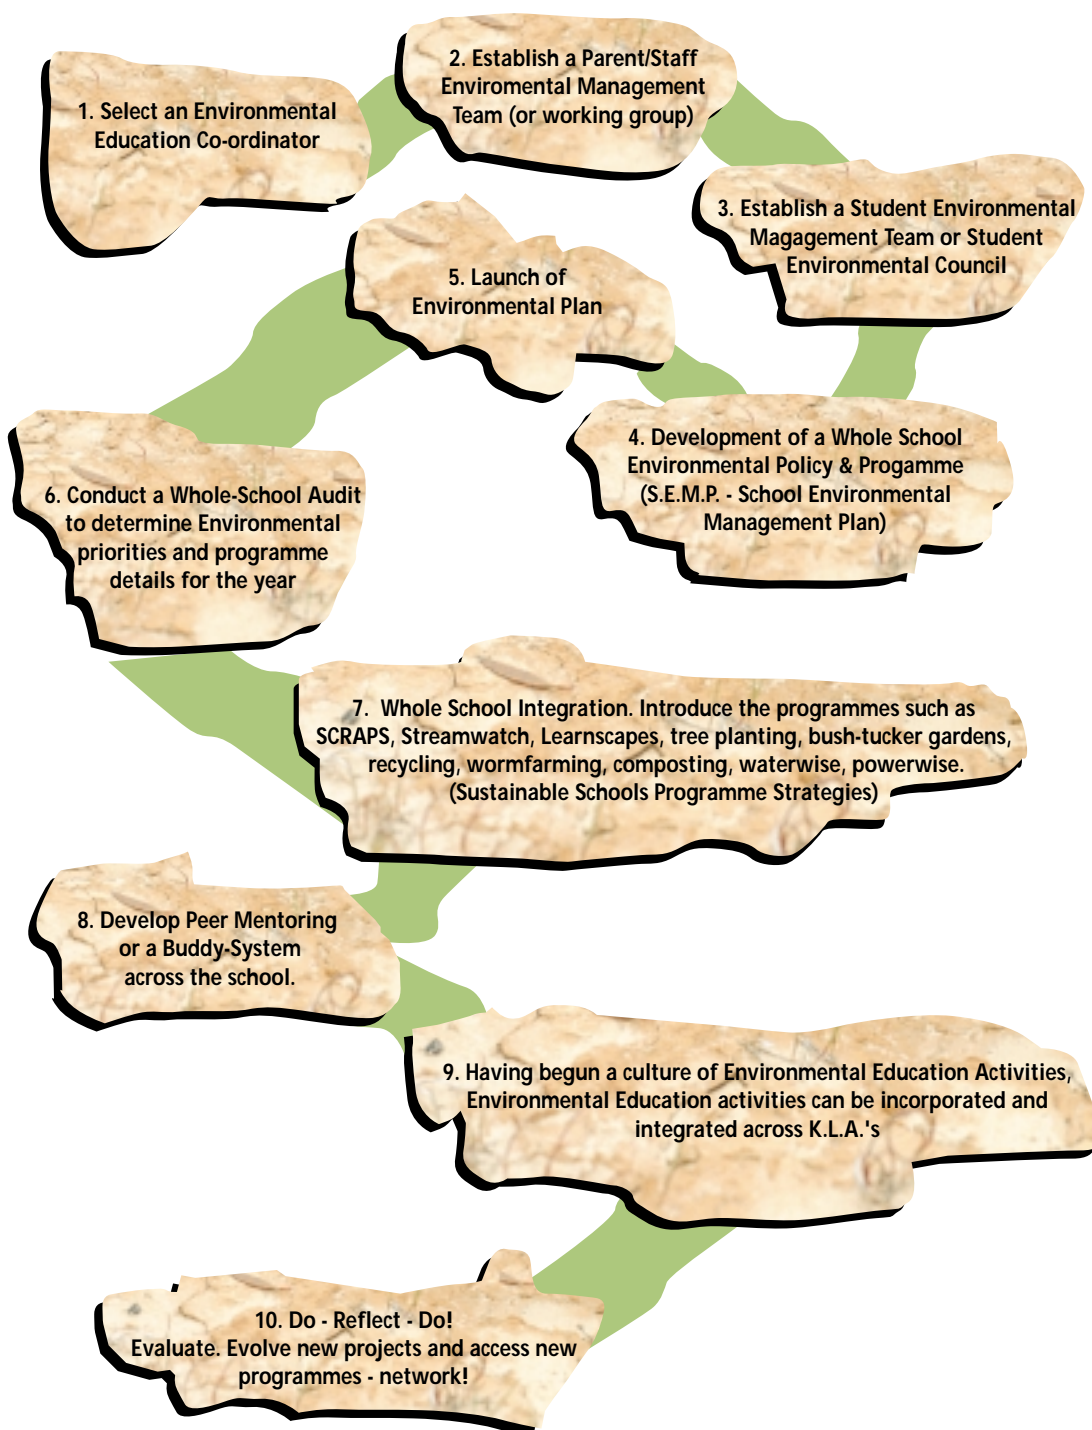 1. Select an Environmental
Education Co-ordinator
2. Establish a Parent/Staff
Enviromental Management
Team (or working group)
3. Establish a Student Environmental
Magagement Team or Student
Environmental Council
5. Launch of
Environmental Plan
4. Development of a Whole School
Environmental Policy & Progamme
(S.E.M.P. - School Environmental
Management Plan)
6. Conduct a Whole-School Audit
to determine Environmental
priorities and programme
details for the year
7. Whole School Integration. Introduce the programmes such as
SCRAPS, Streamwatch, Learnscapes, tree planting, bush-tucker gardens,
recycling, wormfarming, composting, waterwise, powerwise.
(Sustainable Schools Programme Strategies)
8. Develop Peer Mentoring
or a Buddy-System
across the school.
9. Having begun a culture of Environmental Education Activities,
Environmental Education activities can be incorporated and
integrated across K.L.A.'s
10. Do - Reflect - Do!
Evaluate. Evolve new projects and access new
programmes - network!